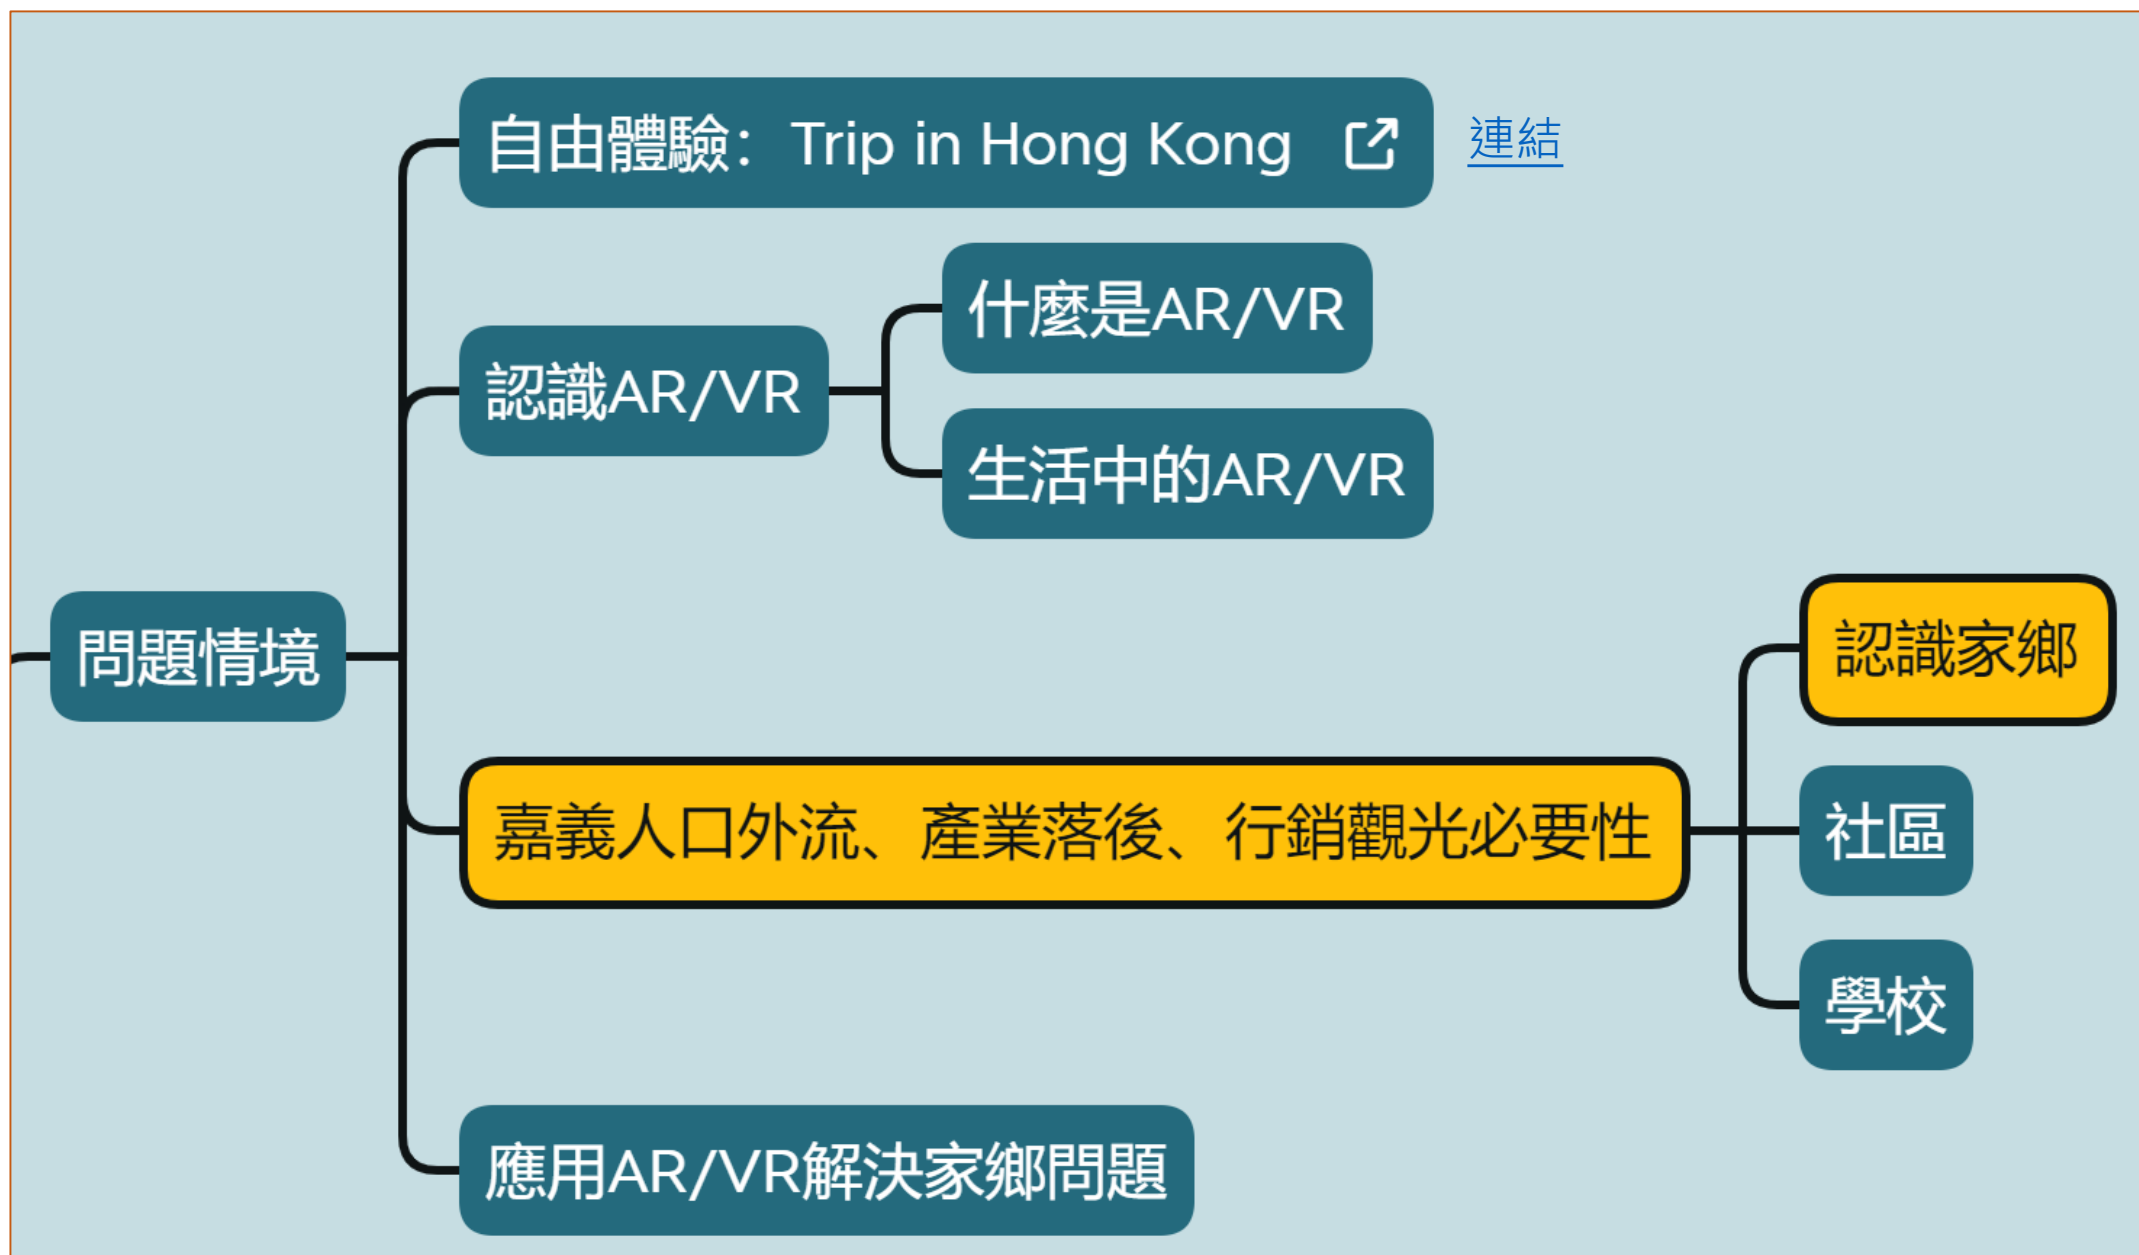 自由體驗：Trip in Hong Kong 連結
什麼是AR/VR
認識AR/VR
生活中的AR/VR
問題情境
認識家鄉
嘉義人口外流、產業落後、行銷觀光必要性
社區
學校
應用AR/VR解決家鄉問題